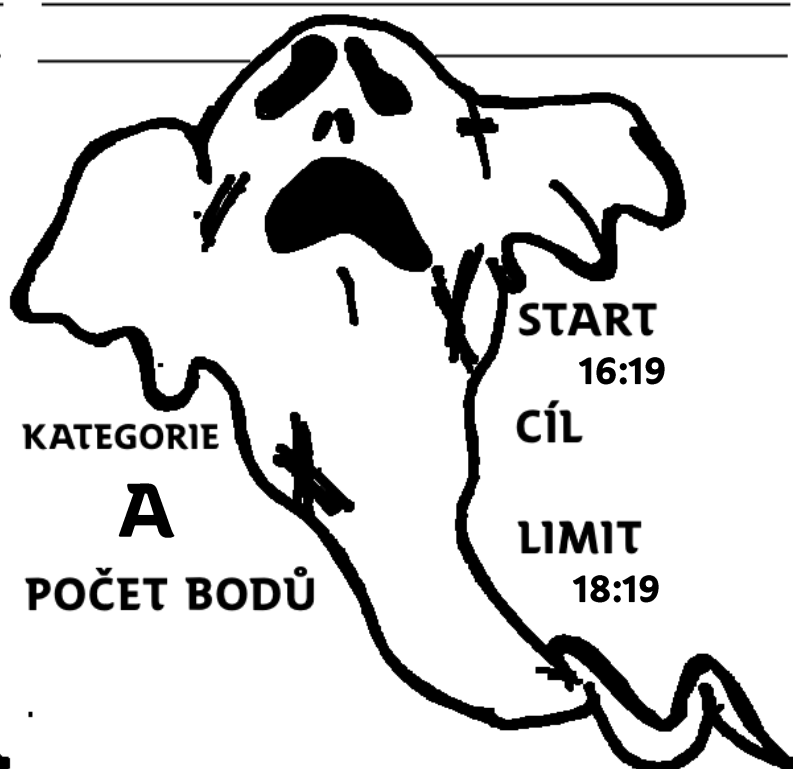 START
16:19
CÍL
KATEGORIE
A
LIMIT
18:19
POČET BODŮ